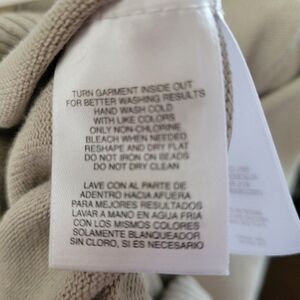 TURN GARMENT INSIDE OUT
FOR BETTER WASHING RESULTS
HAND WASH COLD
WITH LIKE COLORS
ONLY NON-CHLORINE
BLEACH WHEN NEEDED
RESHAPE AND DRY FLAT
DO NOT IRON ON BEADS
DO NOT DRY CLEAN
LAVE CON AL PARTE DE
ADENTRO HACIA AFUERA
PARA MEJORES RESULTADOS
LAVAR A MANO EN AGUA FRIA
CON LOS MISMOS COLORES
SOLAMENTE BLANQUEADOR
SIN CLORO, SI ES NECESARIO